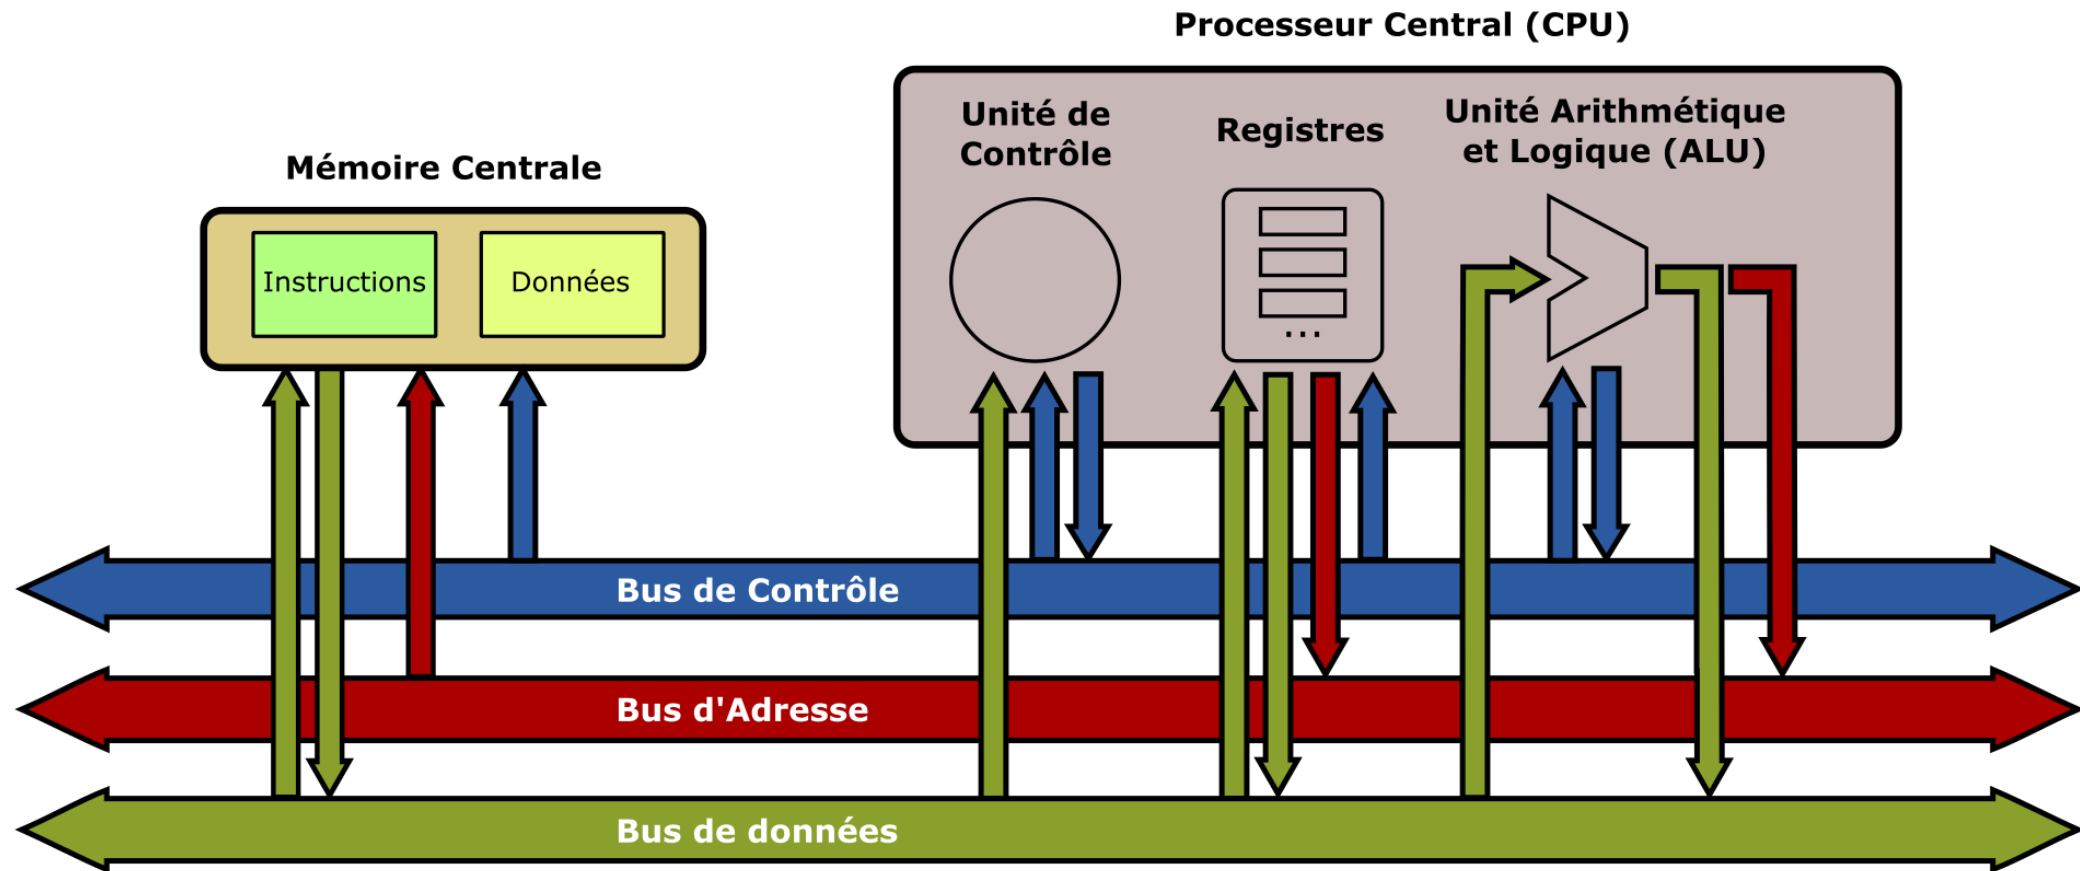 Processeur Central (CPU)
Unité de
Contrôle
Registres
...
Unité Arithmétique
et Logique (ALU)
Mémoire Centrale
Instructions
Données
Bus de Contrôle
Bus d'Adresse
Bus de données